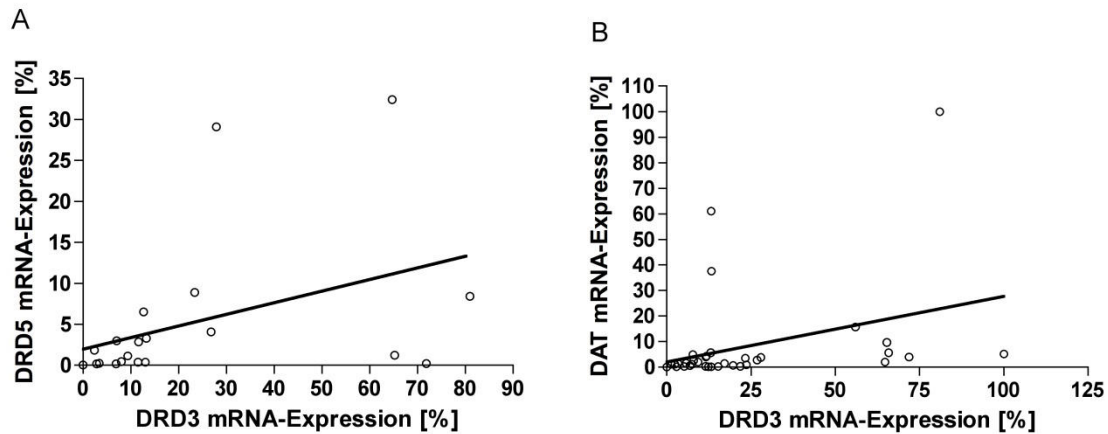 A
DRD5 mRNA-Expression [%]
35
30
25
20
15
10
5
0
0 10 20 30 40 50 60 70 80 90
DRD3 mRNA-Expression [%]
B
DAT mRNA-Expression [%]
110
100
90
80
70
60
50
40
30
20
10
0
0 25 50 75 100 125
DRD3 mRNA-Expression [%]